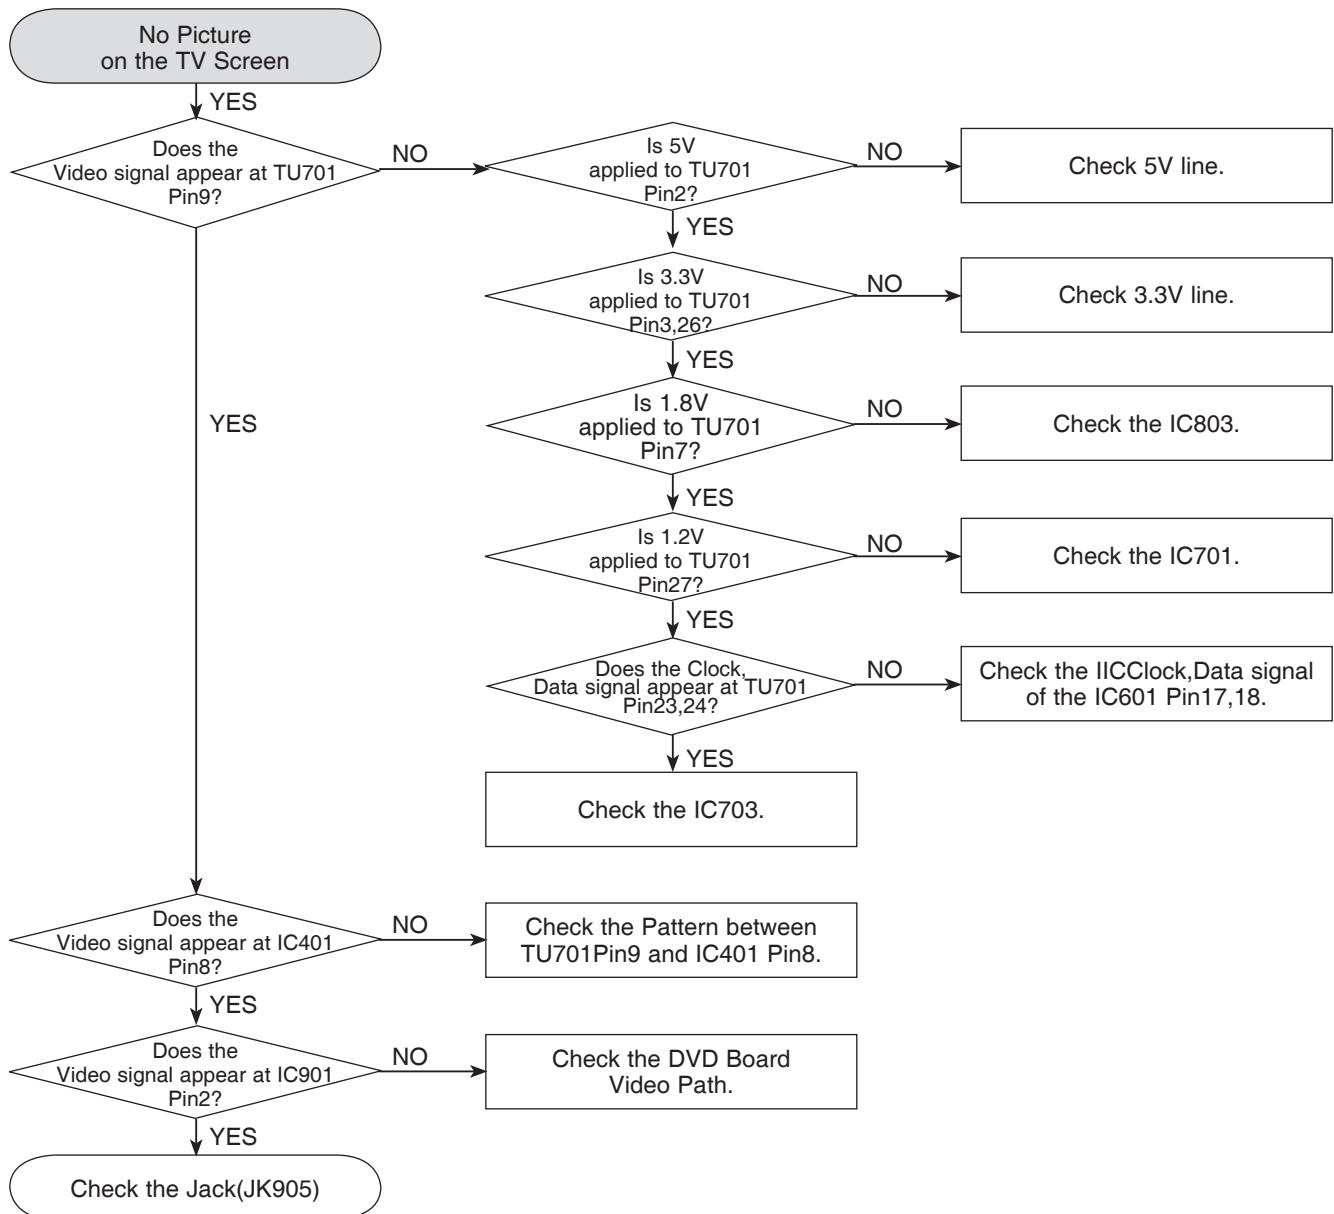 No Picture
on the TV Screen
YES
Does the
Video signal appear at TU701
Pin9?
NO
Is 5V
applied to TU701
Pin2?
NO
Check 5V line.
YES
Is 3.3V
applied to TU701
Pin3,26?
NO
Check 3.3V line.
YES
Is 1.8V
applied to TU701
Pin7?
NO
Check the IC803.
YES
Is 1.2V
applied to TU701
Pin27?
NO
Check the IC701.
YES
Does the Clock,
Data signal appear at TU701
Pin23,24?
NO
Check the IICClock,Data signal
of the IC601 Pin17,18.
YES
Check the IC703.
YES
Does the
Video signal appear at IC401
Pin8?
NO
Check the Pattern between
TU701Pin9 and IC401 Pin8.
YES
Does the
Video signal appear at IC901
Pin2?
NO
Check the DVD Board
Video Path.
YES
Check the Jack(JK905)